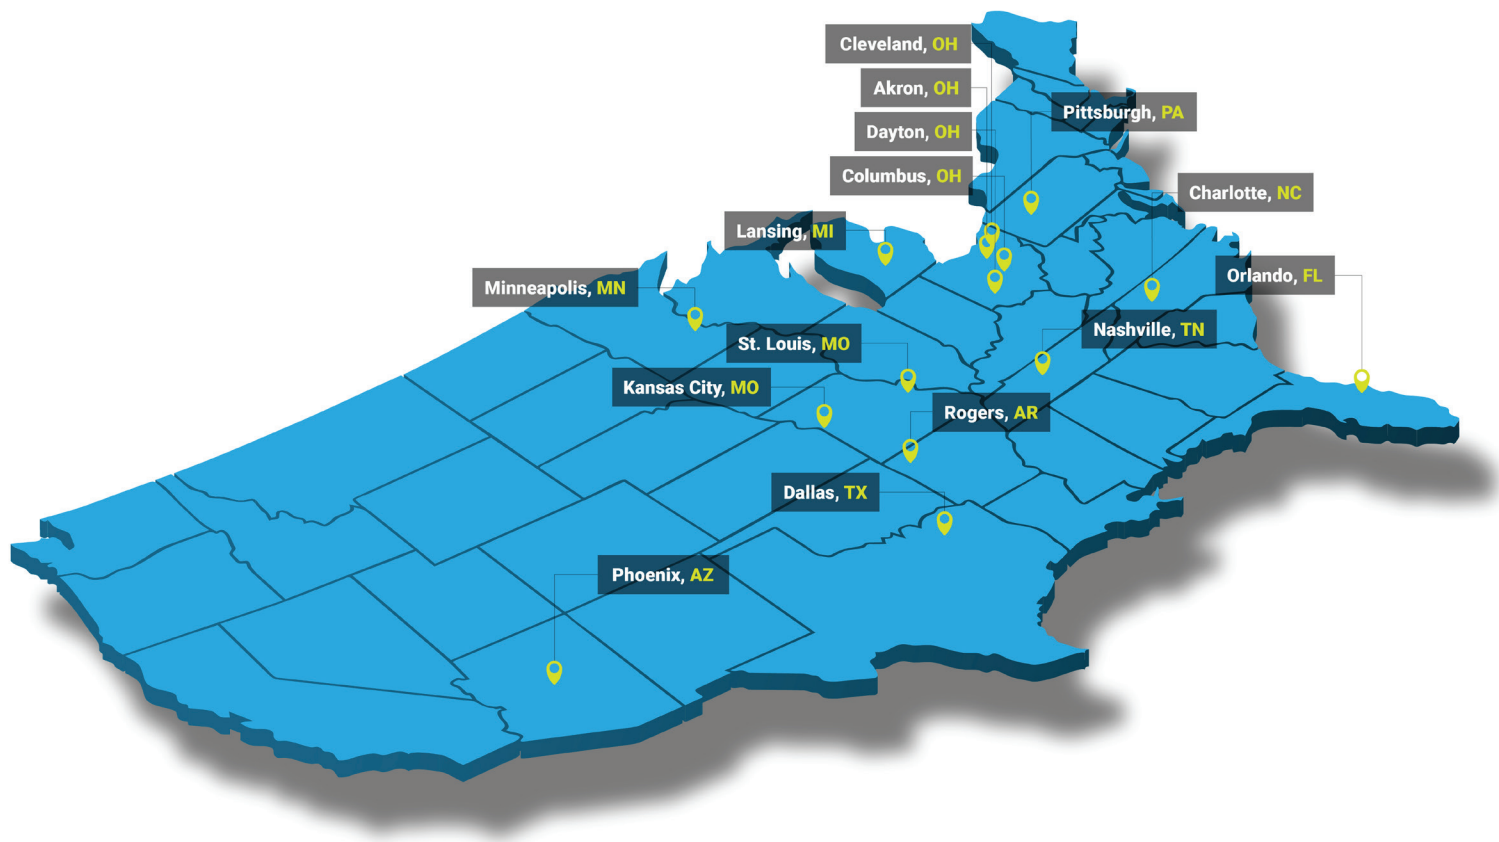 Cleveland, OH
Akron, OH
Pittsburgh, PA
Dayton, OH
Columbus, OH
Charlotte, NC
Lansing, MI
Orlando, FL
Minneapolis, MN
Nashville, TN
St. Louis, MO
Kansas City, MO
Rogers, AR
Dallas, TX
Phoenix, AZ